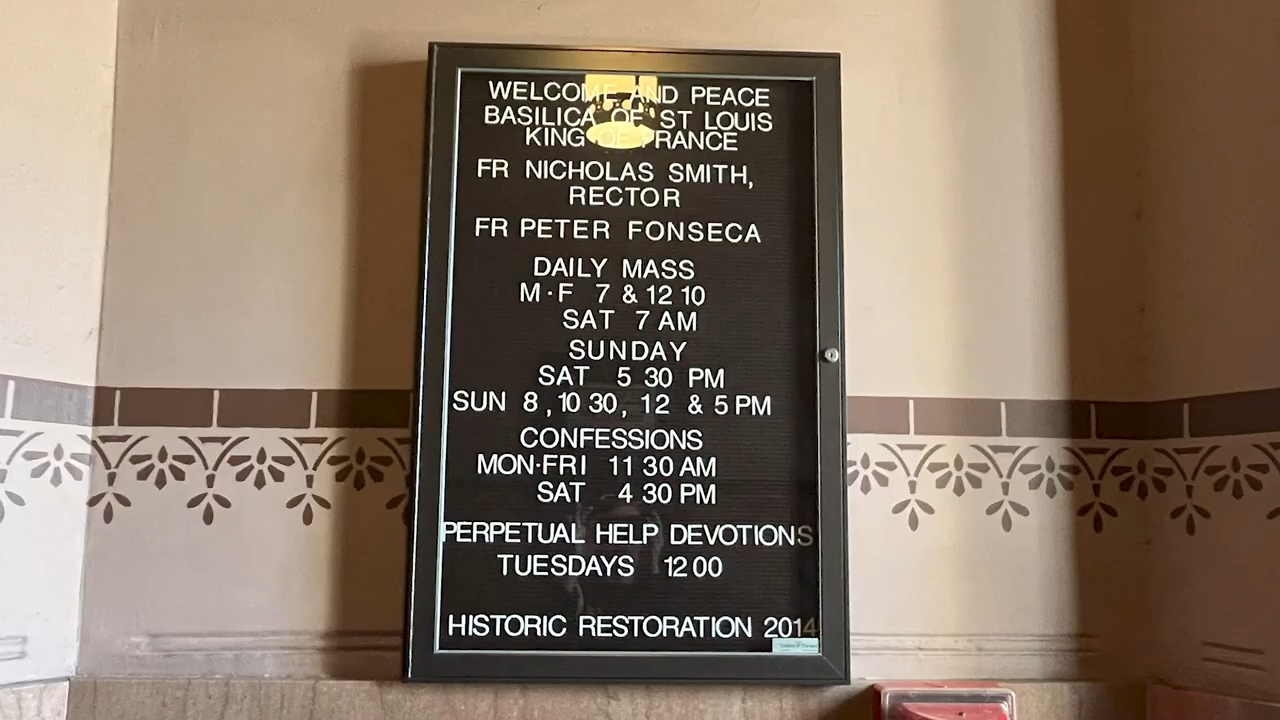 WELCOME AND PEACE
BASILICA OF ST LOUIS
KING OF FRANCE
FR NICHOLAS SMITH,
RECTOR
FR PETER FONSECA
DAILY MASS
M·F 7 & 12 10
SAT 7 AM
SUNDAY
SAT 5 30 PM
SUN 8, 10 30, 12 & 5 PM
CONFESSIONS
MON·FRI 11 30 AM
SAT 4 30 PM
PERPETUAL HELP DEVOTIONS
TUESDAYS 12 00
HISTORIC RESTORATION 2014